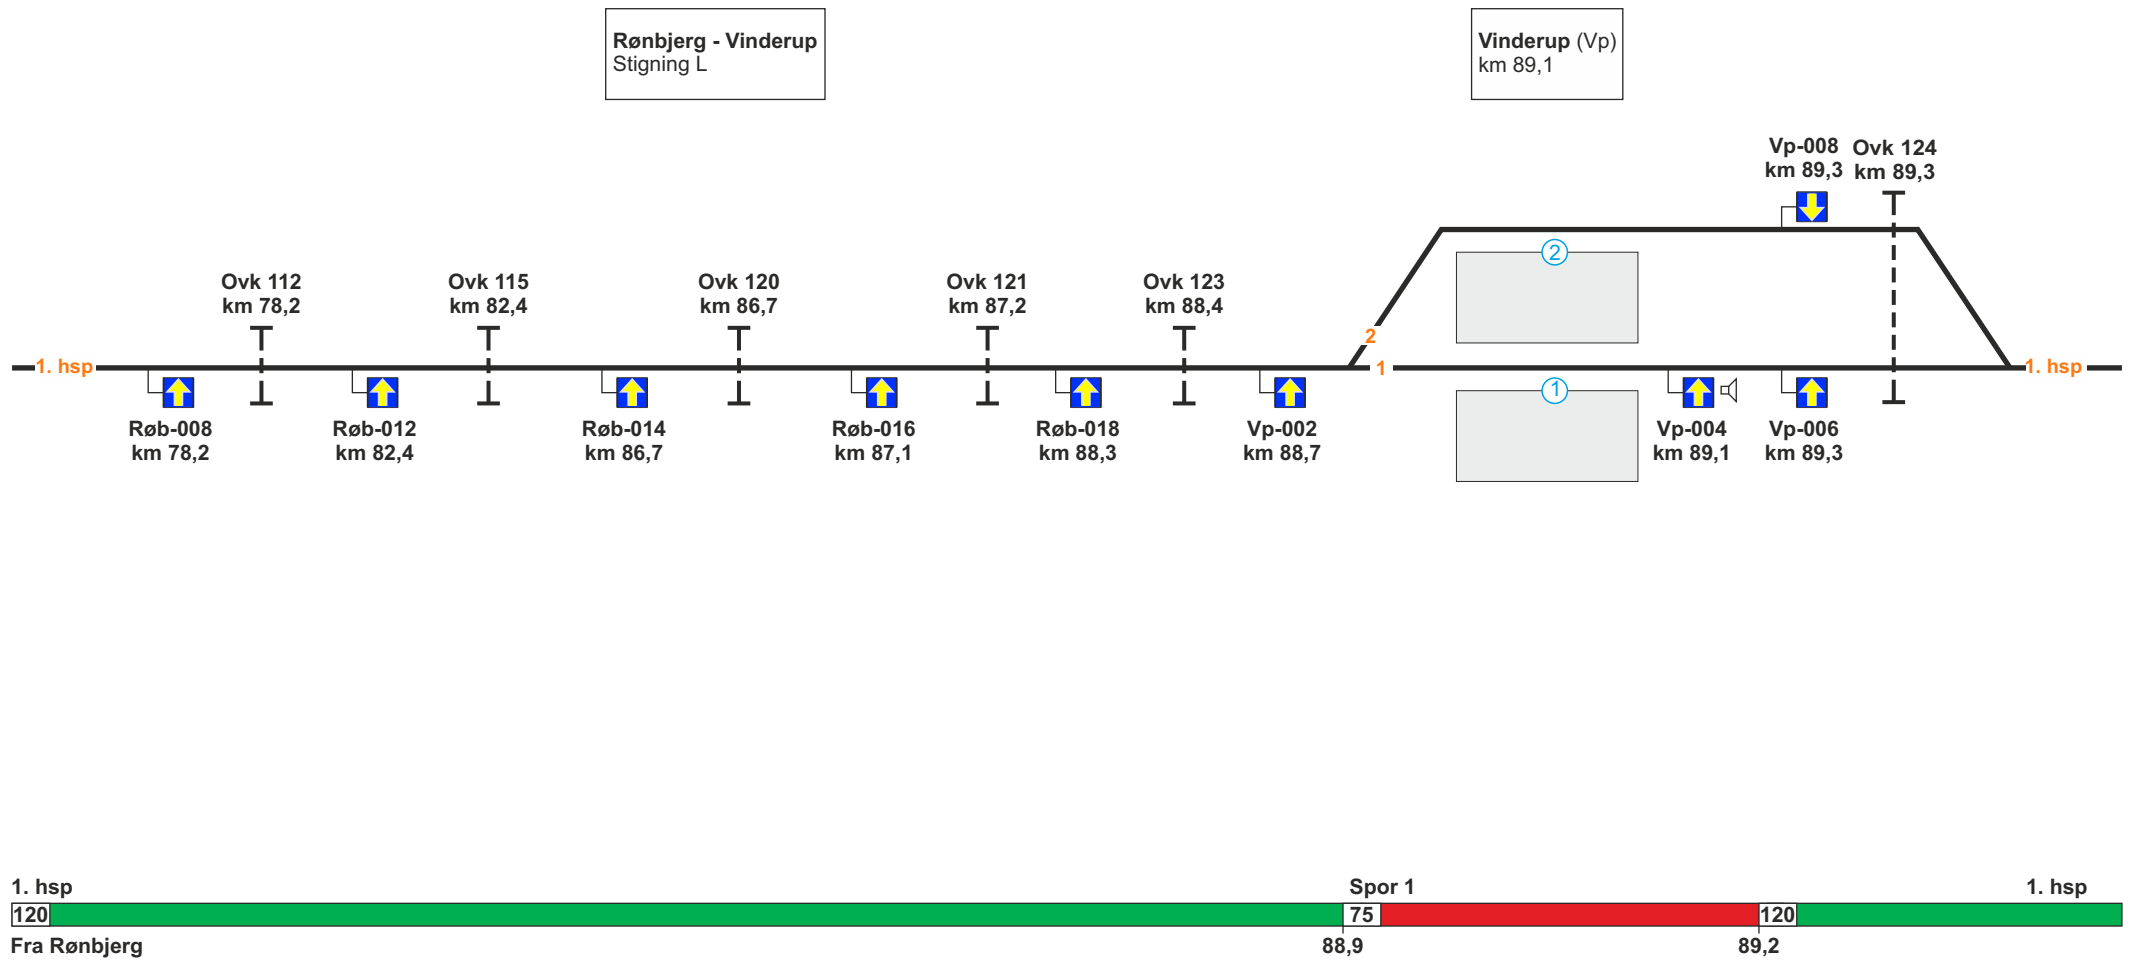 Rønbjerg - Vinderup
Stigning L
Vinderup (Vp)
km 89,1
Vp-008
km 89,3
Ovk 124
km 89,3
2
Ovk 112
km 78,2
Ovk 115
km 82,4
Ovk 120
km 86,7
Ovk 121
km 87,2
Ovk 123
km 88,4
2
1. hsp
1
1. hsp
1
Røb-008
km 78,2
Røb-012
km 82,4
Røb-014
km 86,7
Røb-016
km 87,1
Røb-018
km 88,3
Vp-002
km 88,7
Vp-004
km 89,1
Vp-006
km 89,3
1. hsp
Spor 1
1. hsp
120
75
120
Fra Rønbjerg
88,9
89,2